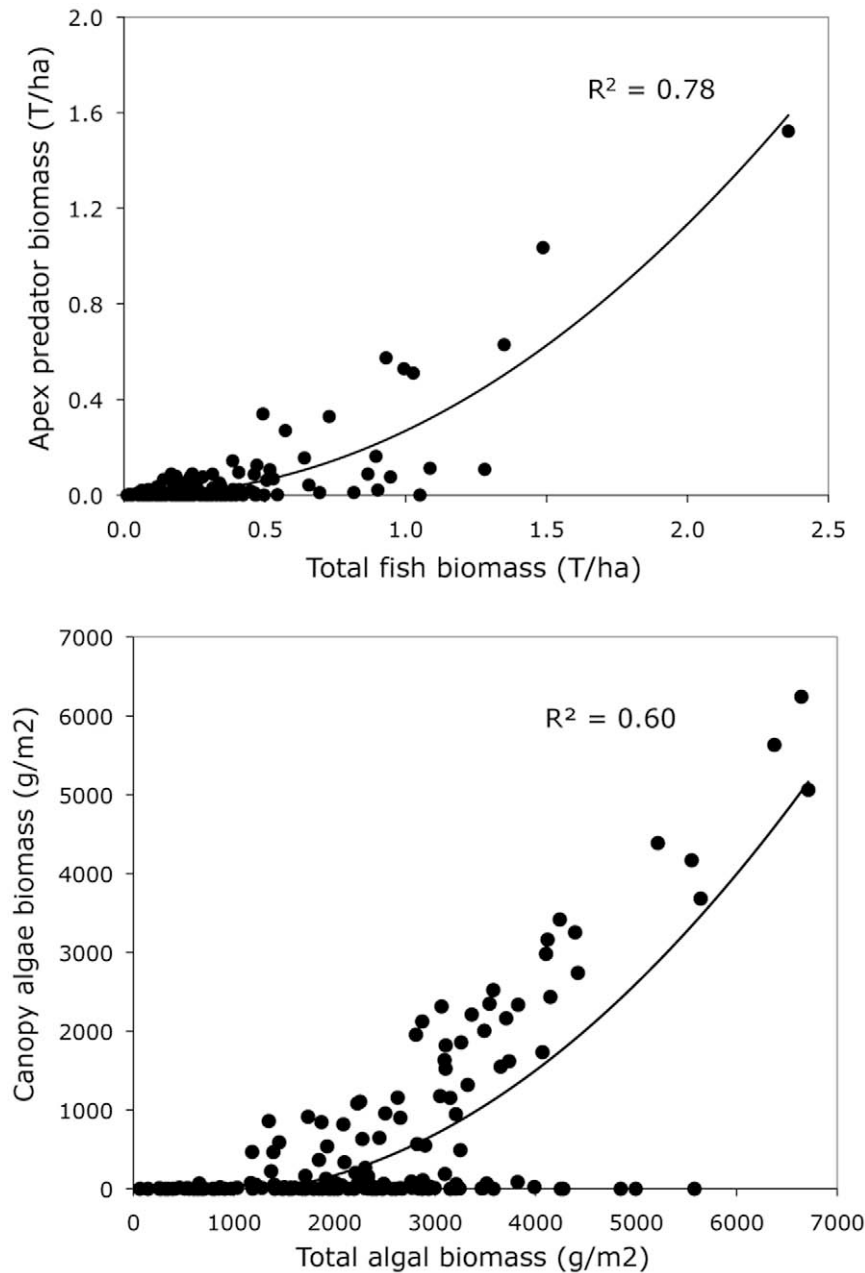 2.0
R² = 0.78
1.6
1.2
0.8
0.4
0.0
Apex predator biomass (T/ha)
0.0 0.5 1.0 1.5 2.0 2.5
Total fish biomass (T/ha)
7000
R² = 0.60
6000
5000
4000
3000
2000
1000
0
Canopy algae biomass (g/m2)
0 1000 2000 3000 4000 5000 6000 7000
Total algal biomass (g/m2)